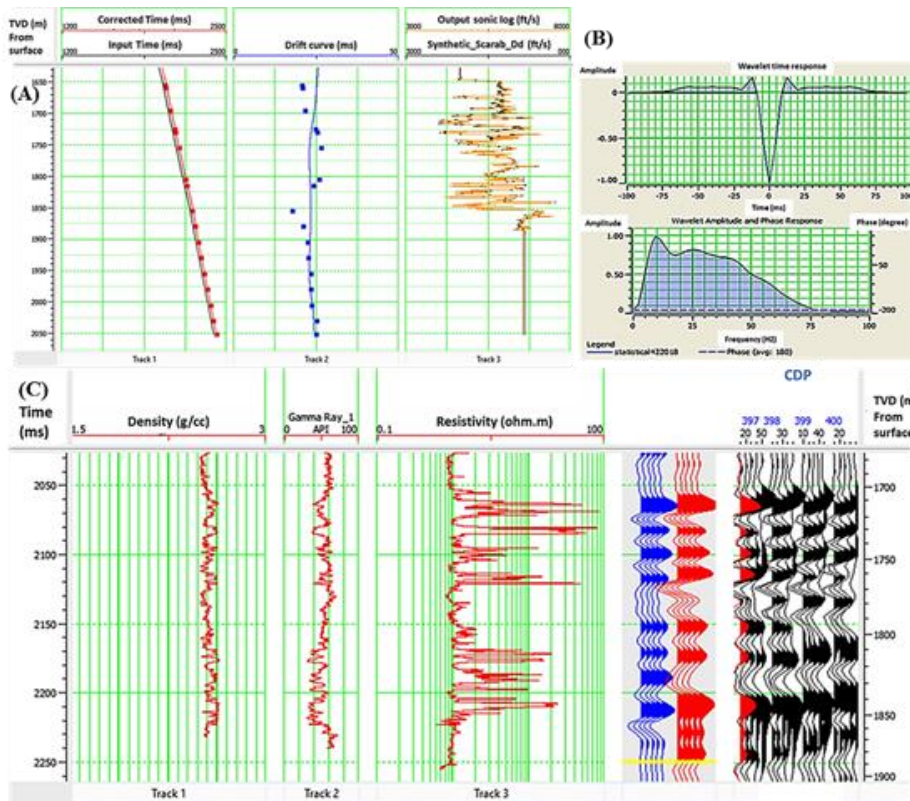 TVD (m)
From
surface
1200 Corrected Time (ms) 2500
1200 Input Time (ms) 2500
0 Drift curve (ms) 50
3000 Output sonic log (ft/s) 8000
Synthetic_Scarab_Dd (ft/s)
(A)
1650
1700
1750
1800
1850
1900
1950
2000
2050
Track 1
Track 2
Track 3
(B)
Amplitude
Wavelet time response
0
-0.50
-1.00
-100 -75 -50 -25 0 25 50 75 100
Time (ms)
Wavelet Amplitude and Phase Response
Amplitude
Phase (degree)
1.00
0.50
0
50
-200
0 25 50 75 100
Frequency (Hz)
Legend
Phase (avg: 180)
(C)
Time
(ms)
Density (g/cc)
1.5 3
Gamma Ray_1
0 API 100
Resistivity (ohm.m)
0.1 100
CDP
397 398 399 400
20 50 30 10 40 20
TVD (m
From
surface
2050
2100
2150
2200
2250
1700
1750
1800
1850
1900
Track 1
Track 2
Track 3